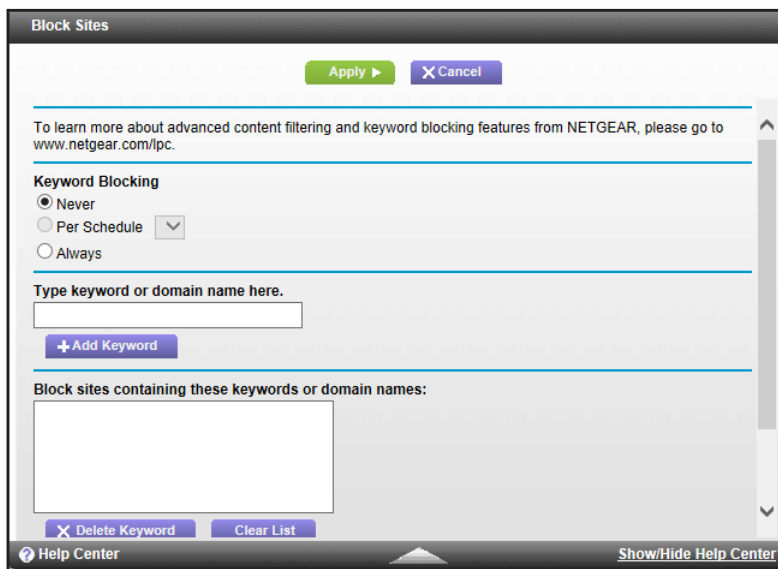 Block Sites
Apply
Cancel
To learn more about advanced content filtering and keyword blocking features from NETGEAR, please go to
www.netgear.com/lpc.
Keyword Blocking
Never
Per Schedule
Always
Type keyword or domain name here.
Add Keyword
Block sites containing these keywords or domain names:
Delete Keyword Clear List
Help Center Show/Hide Help Center